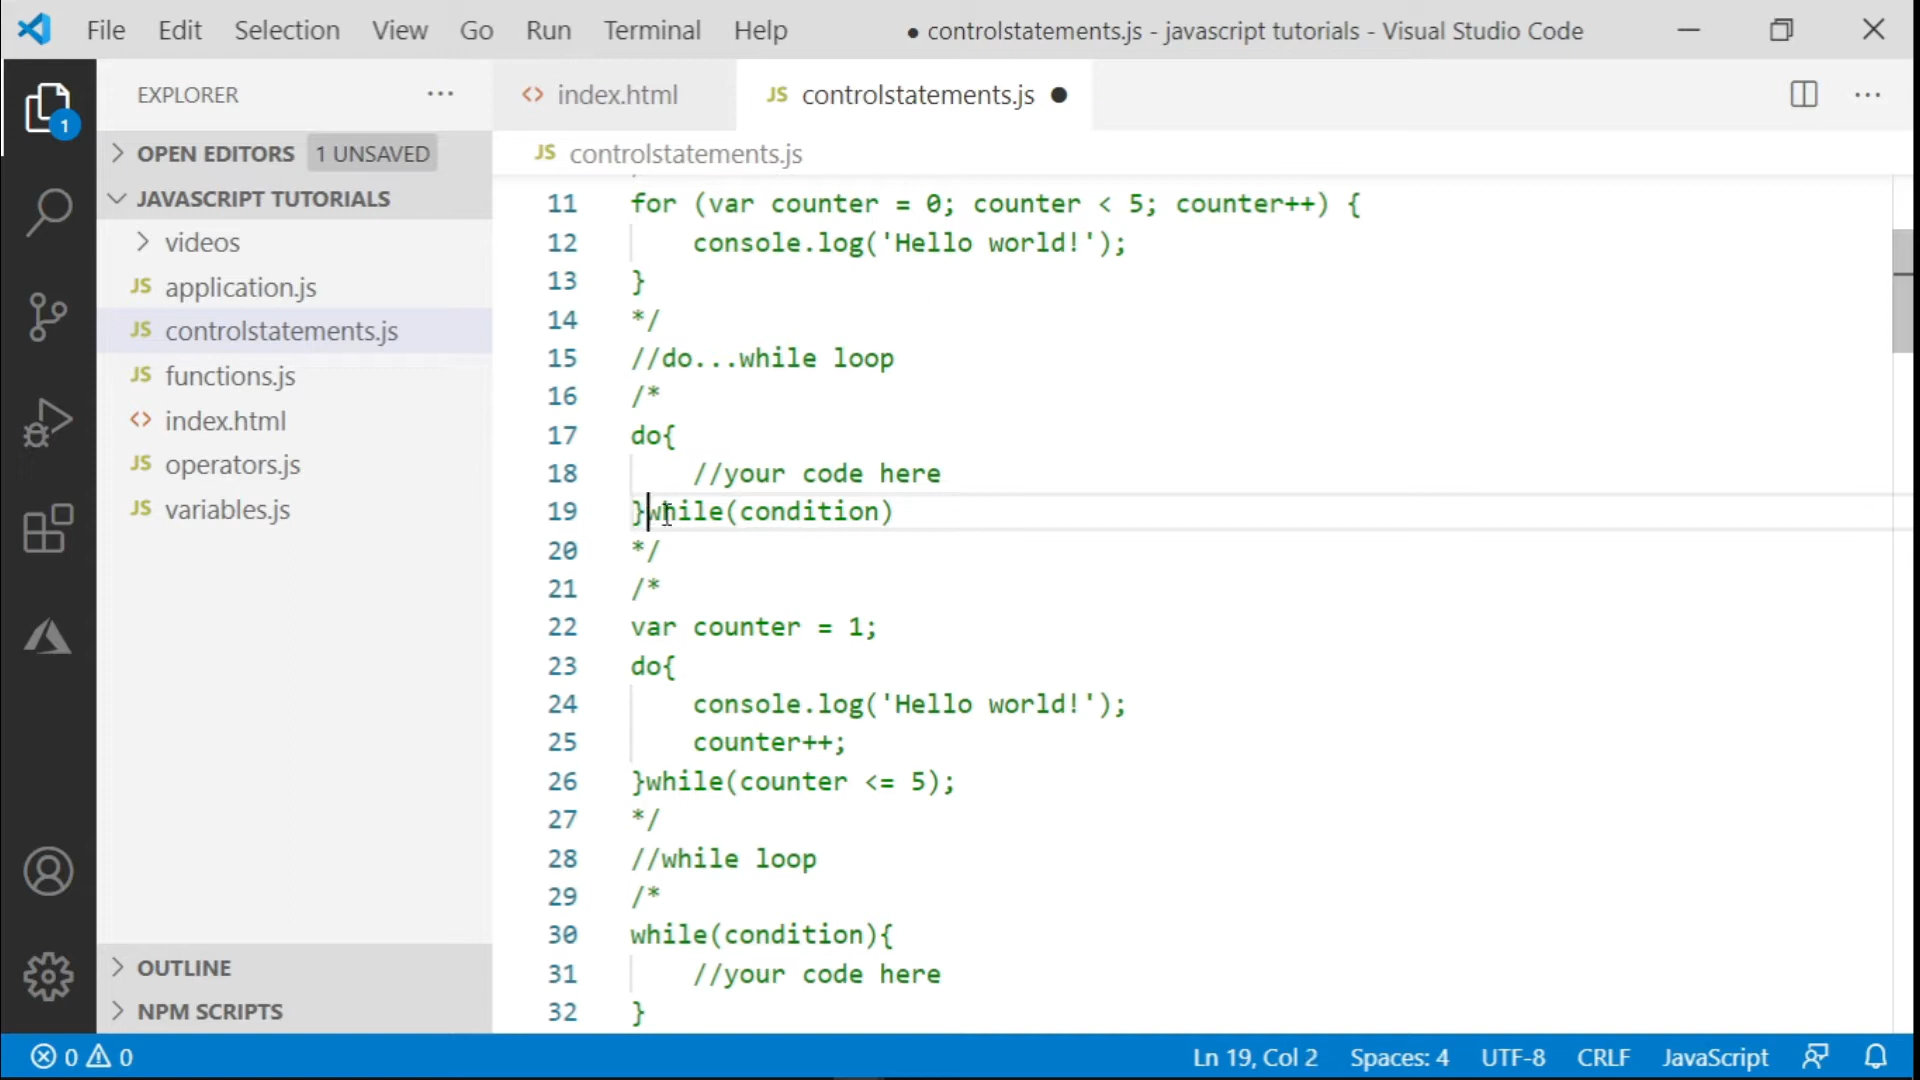 File Edit Selection View Go Run Terminal Help ● controlstatements.js - javascript tutorials - Visual Studio Code
EXPLORER ...
<> index.html JS controlstatements.js ● ...
1
> OPEN EDITORS 1 UNSAVED
JS controlstatements.js
JAVASCRIPT TUTORIALS
> videos
JS application.js
JS controlstatements.js
JS functions.js
<> index.html
JS operators.js
JS variables.js
> OUTLINE
> NPM SCRIPTS
11 for (var counter = 0; counter < 5; counter++) {
12 console.log('Hello world!');
13 }
14 */
15 //do...while loop
16 /*
17 do{
18 //your code here
19 }while(condition)
20 */
21 /*
22 var counter = 1;
23 do{
24 console.log('Hello world!');
25 counter++;
26 }while(counter <= 5);
27 */
28 //while loop
29 /*
30 while(condition){
31 //your code here
32 }
0 0 Ln 19, Col 2 Spaces: 4 UTF-8 CRLF JavaScript